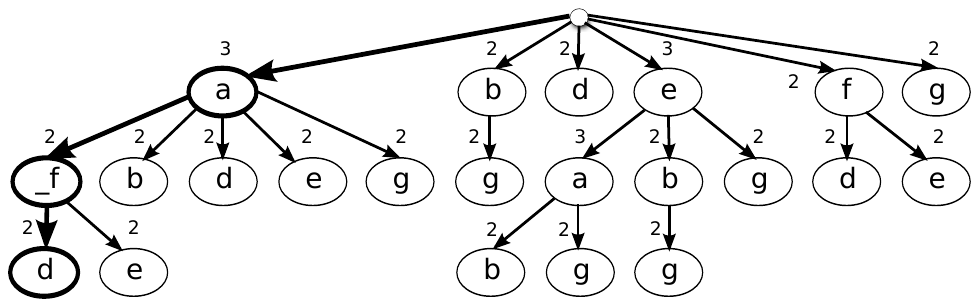 3 2 2 3 2 2
a b d e f g
2 2 2 2 2 2 3 2 2 2 2
_f b d e g g a b g d e
2 2 2 2 2
d e b g g